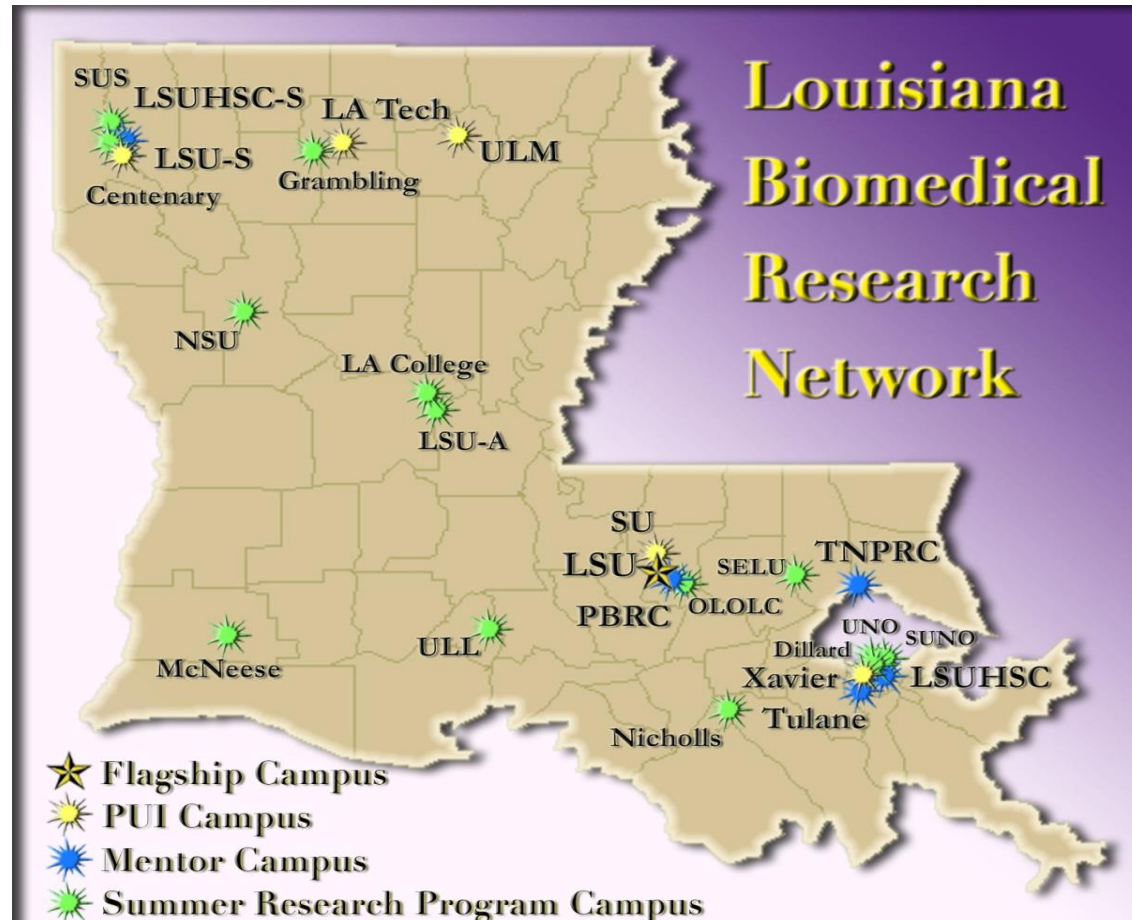 Louisiana
Biomedical
Research
Network
SUS
LSUHSC-S
LA Tech
ULM
LSU-S
Grambling
Centenary
NSU
LA College
LSU-A
SU
LSU
SELU
TNPRC
PBRC
OLOLC
UNO
SUNO
Dillard
Xavier
LSUHSC
Tulane
McNeese
ULL
Nicholls
Flagship Campus
PUI Campus
Mentor Campus
Summer Research Program Campus